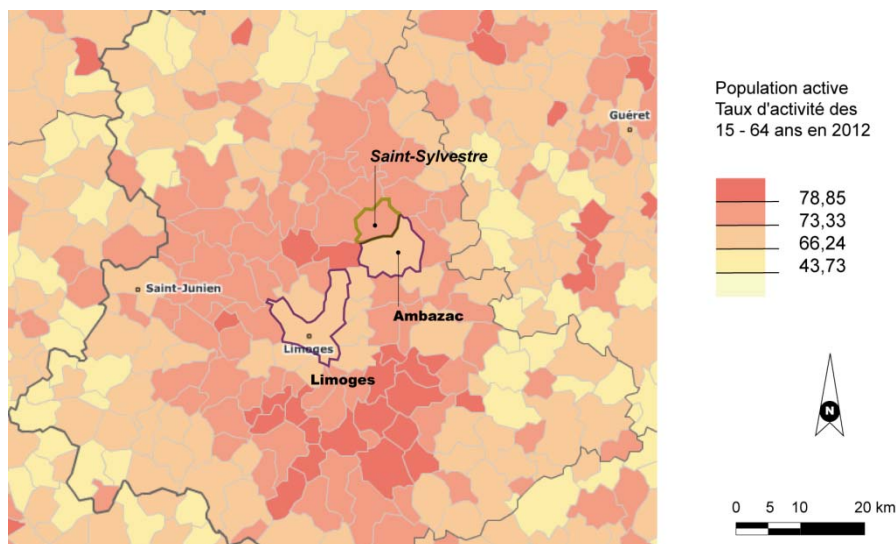 Population active
Taux d'activité des
15 - 64 ans en 2012
Guéret
Saint-Sylvestre
78,85
73,33
66,24
43,73
Saint-Junien
Ambazac
Limoges
Limoges
N
0 5 10 20 km